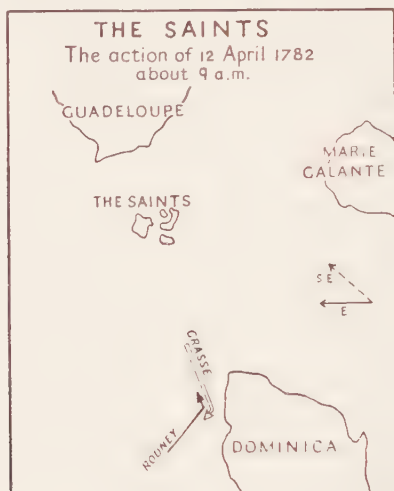 THE SAINTS
The action of 12 April 1782
about 9 a.m.
GUADELOUPE
MARIE
GALANTE
THE SAINTS
SE
E
GRASSE
RODNEY
DOMINICA